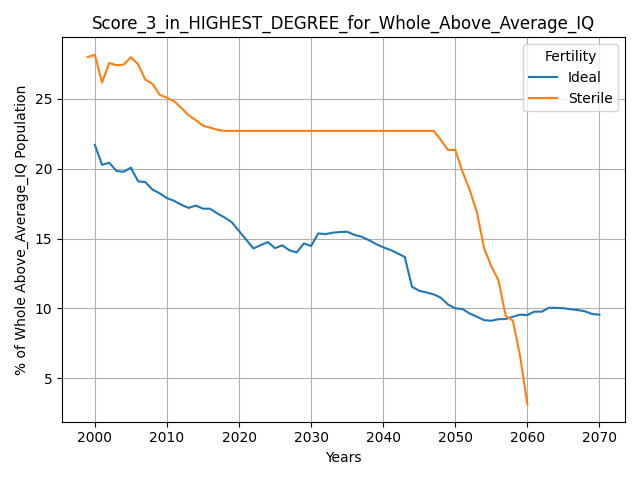 Score_3_in_HIGHEST_DEGREE_for_Whole_Above_Average_IQ
Fertility
Ideal
Sterile
% of Whole Above_Average_IQ Population
25
20
15
10
5
2000 2010 2020 2030 2040 2050 2060 2070
Years